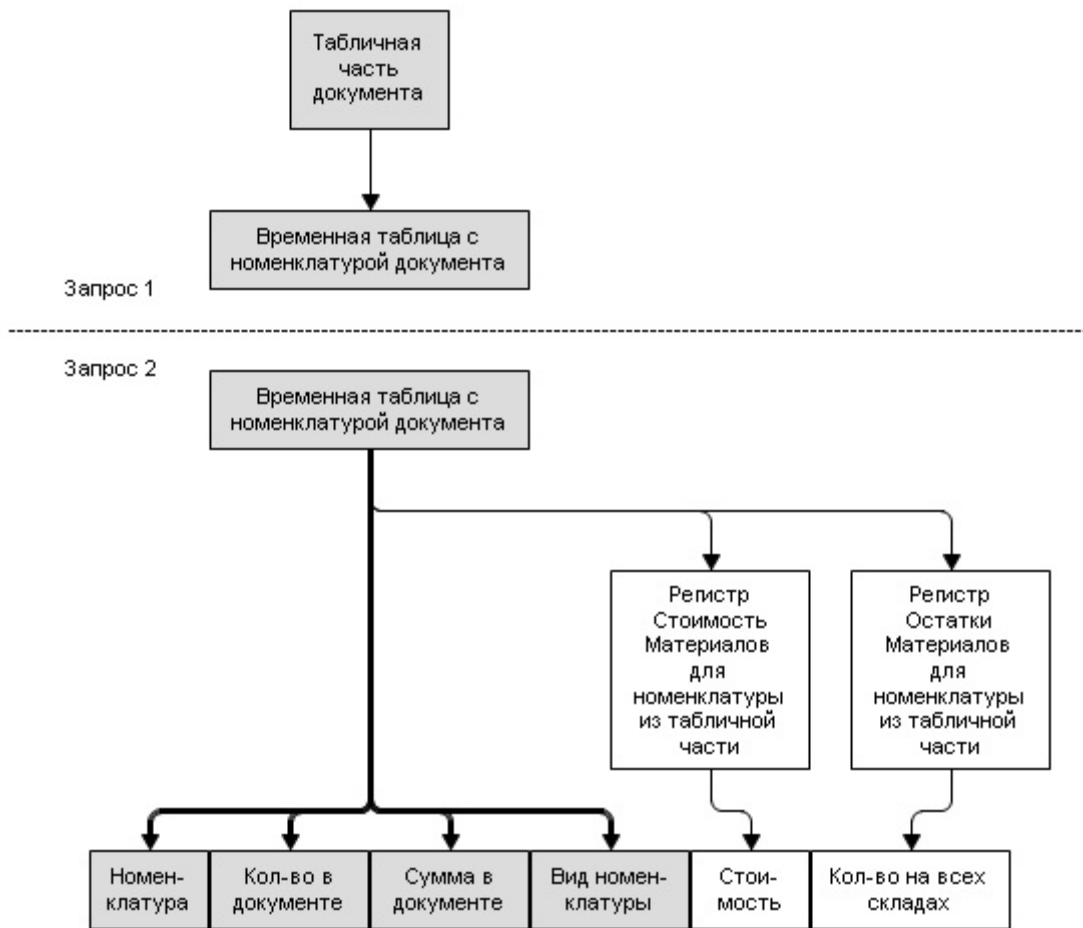 Табличная
часть
документа
Временная таблица с
номенклатурой документа
Запрос 1
Запрос 2
Временная таблица с
номенклатурой документа
Регистр
Стоимость
Материалов
для
номенклатуры
из табличной
части
Регистр
Остатки
Материалов
для
номенклатуры
из табличной
части
Номен-
клатура
Кол-во в
документе
Сумма в
документе
Вид номен-
клатуры
Стои-
мость
Кол-во на всех
складах